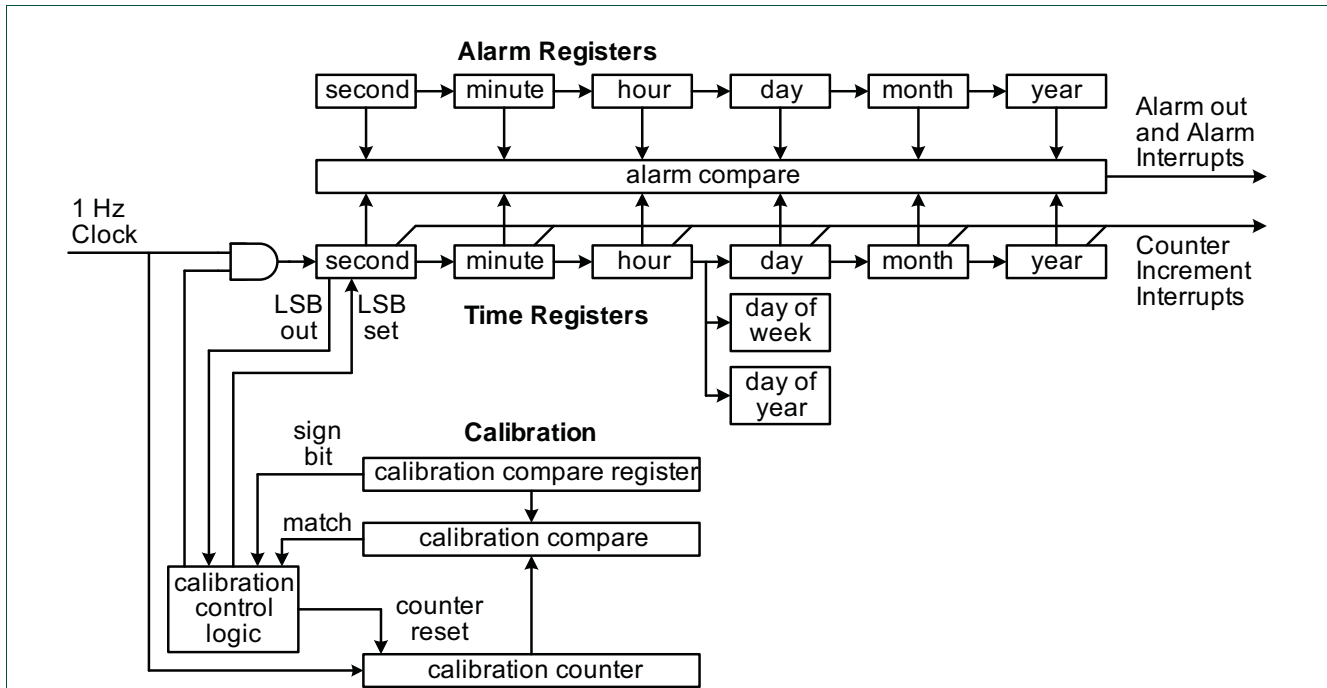 Alarm Registers
second
minute
hour
day
month
year
Alarm out
and Alarm
Interrupts
alarm compare
1 Hz
Clock
second
minute
hour
day
month
year
Counter
Increment
Interrupts
LSB
out
LSB
set
Time Registers
day of
week
day of
year
Calibration
sign
bit
calibration compare register
match
calibration compare
calibration
control
logic
counter
reset
calibration counter